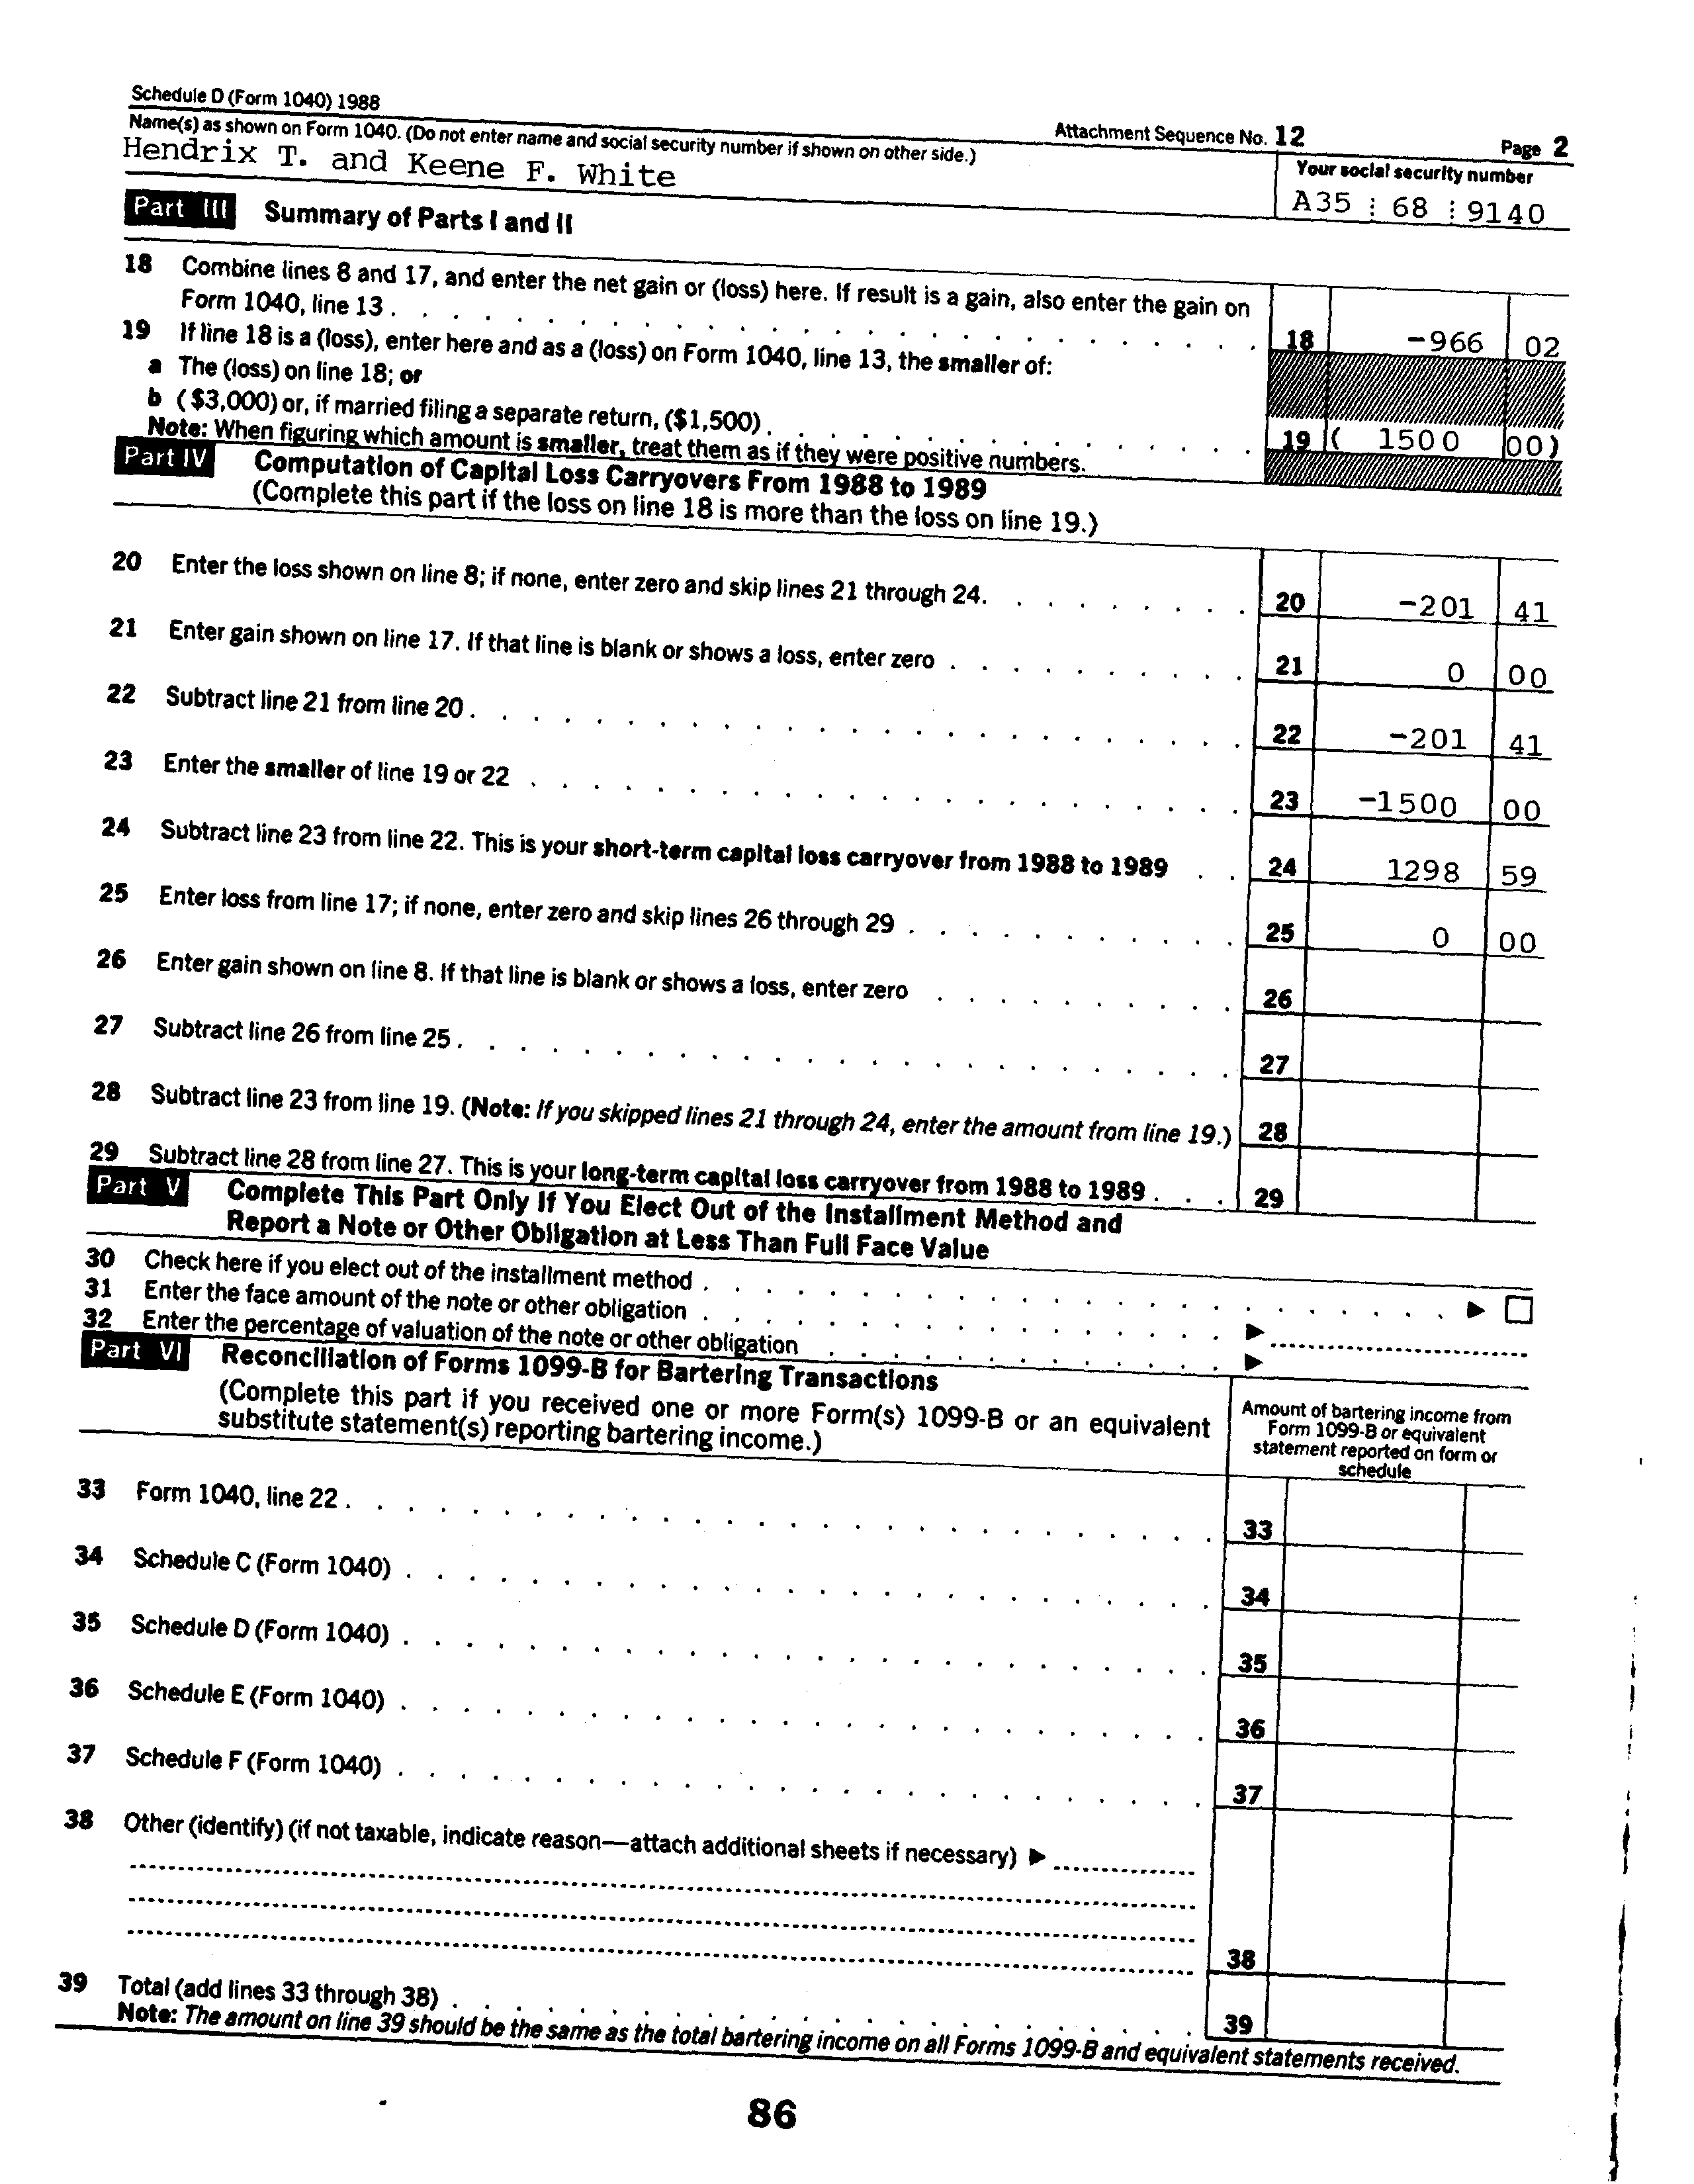 Schedule D (Form 1040) 1988 Attachment Sequence No. 12 Page 2
Name(s) as shown on Form 1040. (Do not enter name and social security number if shown on other side.) Your social security number
Hendrix T. and Keene F. White A35 68 9140
Part III Summary of Parts I and II
18 Combine lines 8 and 17, and enter the net gain or (loss) here. If result is a gain, also enter the gain on
Form 1040, line 13 . . . . . . . . . . 18 -966 02
19 If line 18 is a (loss), enter here and as a (loss) on Form 1040, line 13, the smaller of:
a The (loss) on line 18; or
b ($3,000) or, if married filing a separate return, ($1,500) . . . . . . . . . . 19 ( 1500 00)
Note: When figuring which amount is smaller, treat them as if they were positive numbers.
Part IV Computation of Capital Loss Carryovers From 1988 to 1989
(Complete this part if the loss on line 18 is more than the loss on line 19.)
20 Enter the loss shown on line 8; if none, enter zero and skip lines 21 through 24. . . . . . . . . 20 -201 41
21 Enter gain shown on line 17. If that line is blank or shows a loss, enter zero . . . . . . . . . . 21 0 00
22 Subtract line 21 from line 20 . . . . . . . . . . 22 -201 41
23 Enter the smaller of line 19 or 22 . . . . . . . . . . 23 -1500 00
24 Subtract line 23 from line 22. This is your short-term capital loss carryover from 1988 to 1989 . . 24 1298 59
25 Enter loss from line 17; if none, enter zero and skip lines 26 through 29 . . . . . . . . . . 25 0 00
26 Enter gain shown on line 8. If that line is blank or shows a loss, enter zero . . . . . . . . . . 26
27 Subtract line 26 from line 25 . . . . . . . . . . 27
28 Subtract line 23 from line 19. (Note: If you skipped lines 21 through 24, enter the amount from line 19.) 28
29 Subtract line 28 from line 27. This is your long-term capital loss carryover from 1988 to 1989 . . . 29
Part V Complete This Part Only If You Elect Out of the Installment Method and
Report a Note or Other Obligation at Less Than Full Face Value
30 Check here if you elect out of the installment method . . . . . . . . . . ► □
31 Enter the face amount of the note or other obligation . . . . . . . . . . ►
32 Enter the percentage of valuation of the note or other obligation . . . . . . . . . . ►
Part VI Reconciliation of Forms 1099-B for Bartering Transactions
(Complete this part if you received one or more Form(s) 1099-B or an equivalent
substitute statement(s) reporting bartering income.)
Amount of bartering income from
Form 1099-B or equivalent
statement reported on form or
schedule
33 Form 1040, line 22 . . . . . . . . . . 33
34 Schedule C (Form 1040) . . . . . . . . . . 34
35 Schedule D (Form 1040) . . . . . . . . . . 35
36 Schedule E (Form 1040) . . . . . . . . . . 36
37 Schedule F (Form 1040) . . . . . . . . . . 37
38 Other (identify) (if not taxable, indicate reason—attach additional sheets if necessary) ►
38
39 Total (add lines 33 through 38) . . . . . . . . . . 39
Note: The amount on line 39 should be the same as the total bartering income on all Forms 1099-B and equivalent statements received.
86